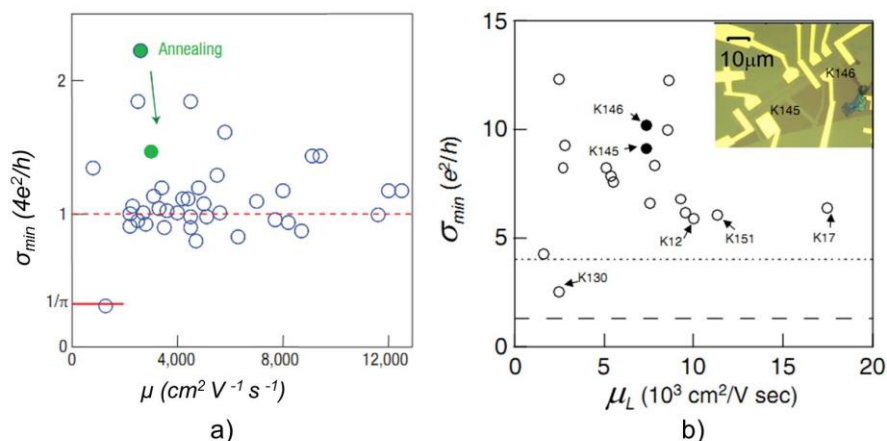 2
1
1/π
0
0
4,000
8,000
12,000
σmin (4e²/h)
Annealing
μ (cm² V ⁻¹ s ⁻¹)
a)
15
10
5
0
0
5
10
15
20
σmin (e²/h)
10μm
K146
K145
K146
K145
K12
K151
K17
K130
μL (10³ cm²/V sec)
b)